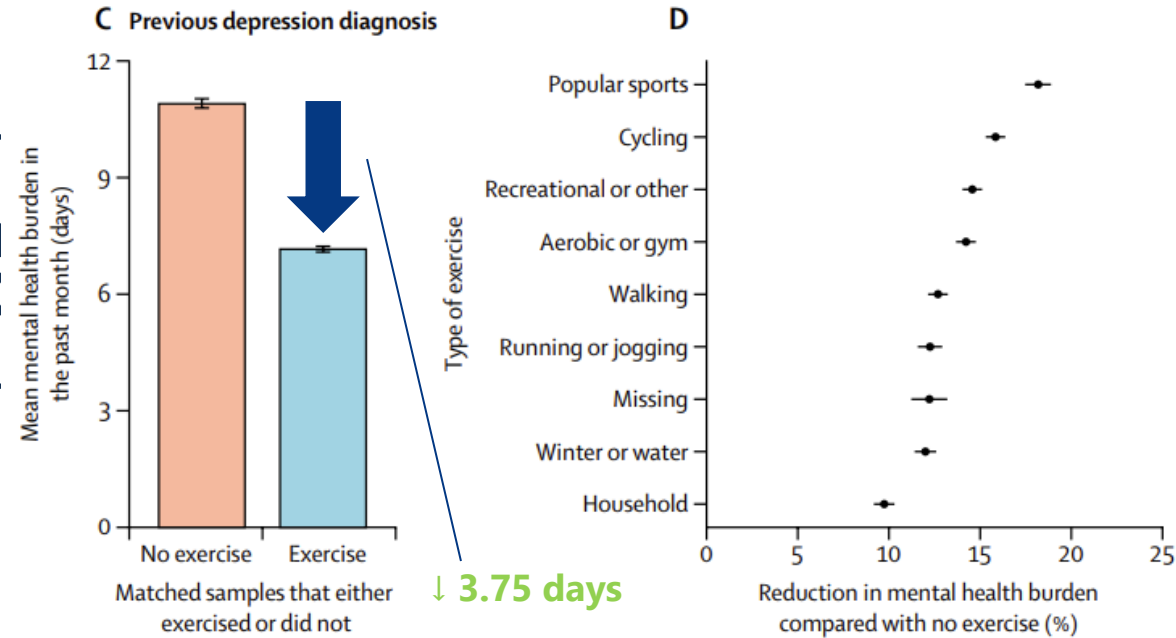 C Previous depression diagnosis
Mean mental health burden in
the past month (days)
12
9
6
3
0
No exercise
Exercise
Matched samples that either
exercised or did not
↓ 3.75 days
D
Type of exercise
Popular sports
Cycling
Recreational or other
Aerobic or gym
Walking
Running or jogging
Missing
Winter or water
Household
0 5 10 15 20 25
Reduction in mental health burden
compared with no exercise (%)